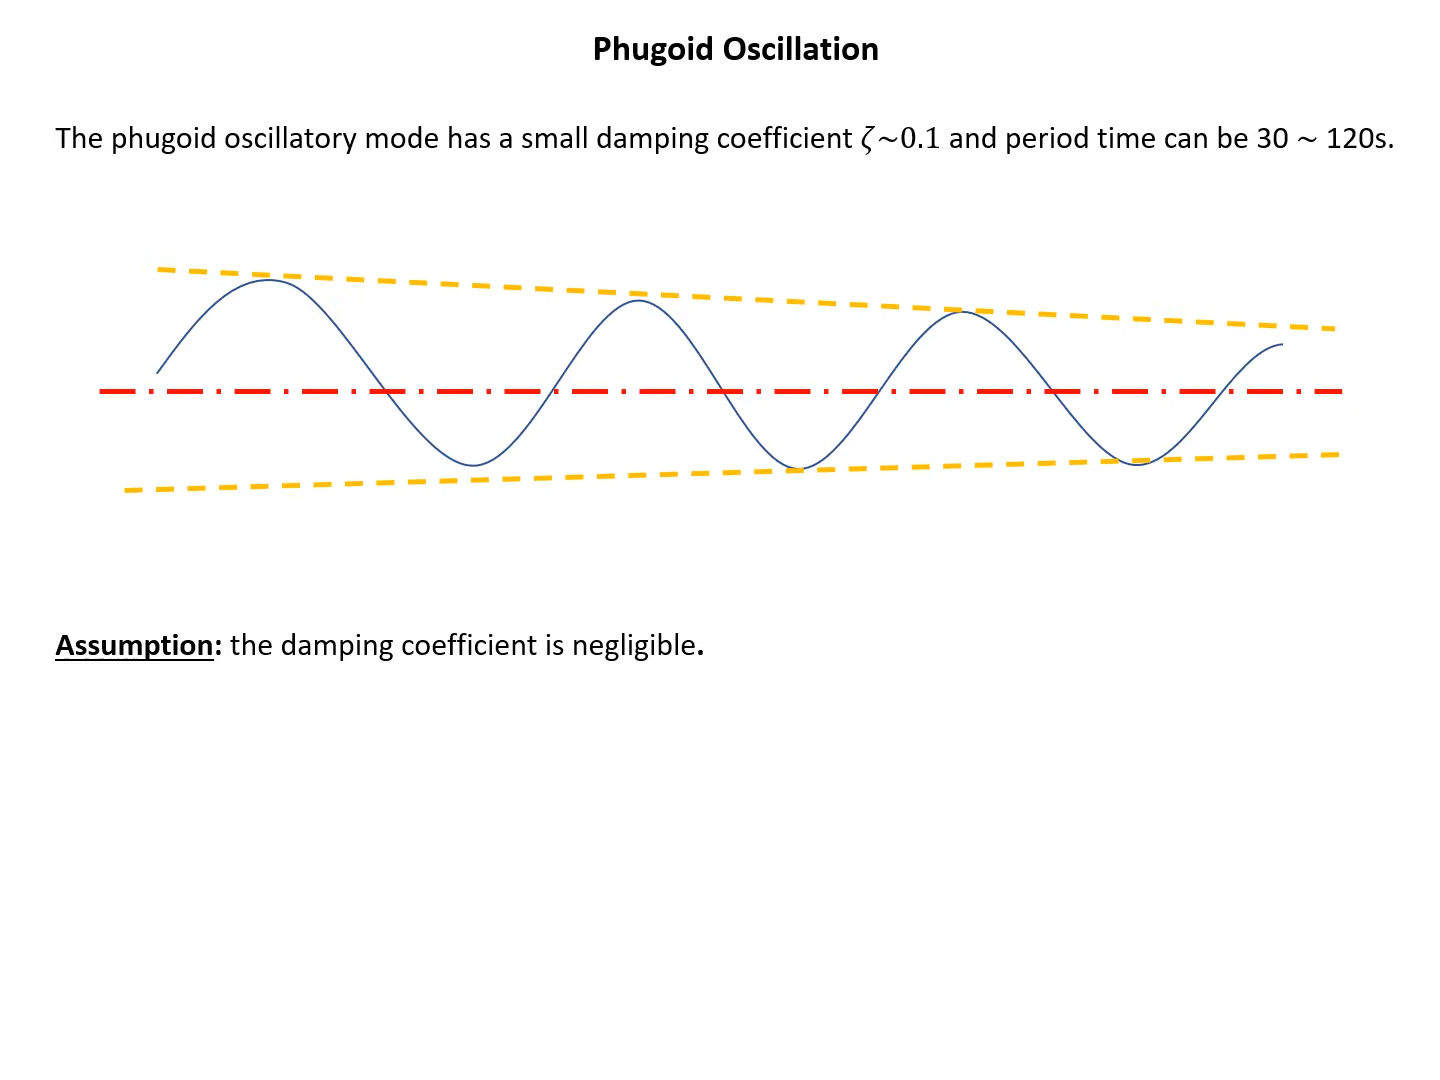 Phugoid Oscillation
The phugoid oscillatory mode has a small damping coefficient ζ~0.1 and period time can be 30 ~ 120s.
Assumption: the damping coefficient is negligible.